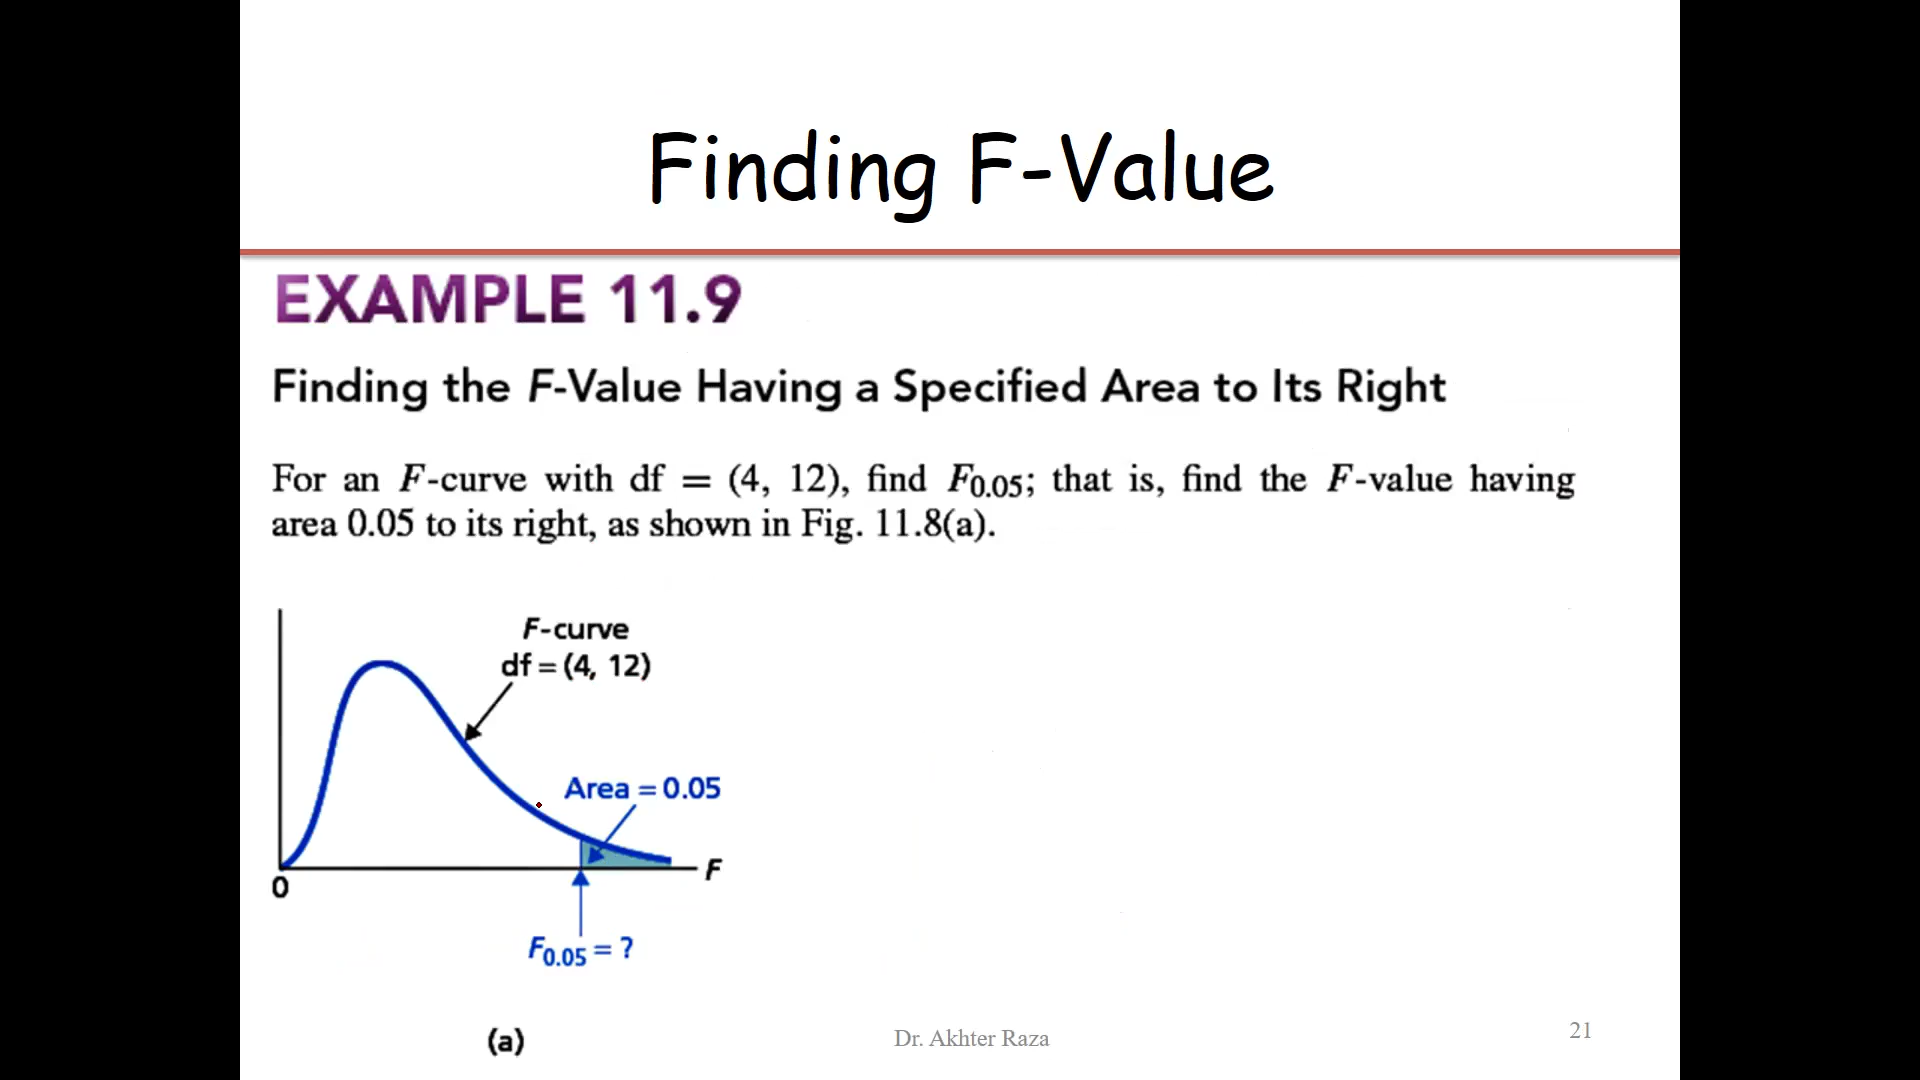 Finding F-Value
EXAMPLE 11.9
Finding the F-Value Having a Specified Area to Its Right
For an F-curve with df = (4, 12), find F0.05; that is, find the F-value having
area 0.05 to its right, as shown in Fig. 11.8(a).
F-curve
df = (4, 12)
Area = 0.05
F
0
F0.05 = ?
(a)
Dr. Akhter Raza
21